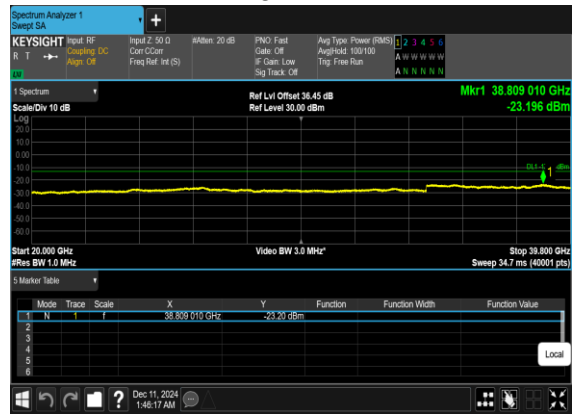 Spectrum Analyzer 1
Swept SA
+
KEYSIGHT Input: RF Input Z: 50 Ω #Atten: 20 dB PNO: Fast Avg Type: Power (RMS) 1 2 3 4 5 6
R T Coupling: DC Corr CCorr Gate: Off Avg|Hold: 100/100 A W W W W W
Align: Off Freq Ref: Int (S) IF Gain: Low Trig: Free Run
Sig Track: Off A N N N N N
1 Spectrum Ref Lvl Offset 36.45 dB Mkr1 38.809 010 GHz
Scale/Div 10 dB Ref Level 30.00 dBm -23.196 dBm
Log
20.0
10.0
0.00
-10.0
1
-20.0
-30.0
-40.0
-50.0
-60.0
Start 20.000 GHz Video BW 3.0 MHz* Stop 39.800 GHz
#Res BW 1.0 MHz Sweep 34.7 ms (40001 pts)
5 Marker Table
Mode Trace Scale X Y Function Function Width Function Value
1 N 1 f 38.809 010 GHz -23.20 dBm
2
3
4
5
6
Local
? Dec 11, 2024
1:46:17 AM